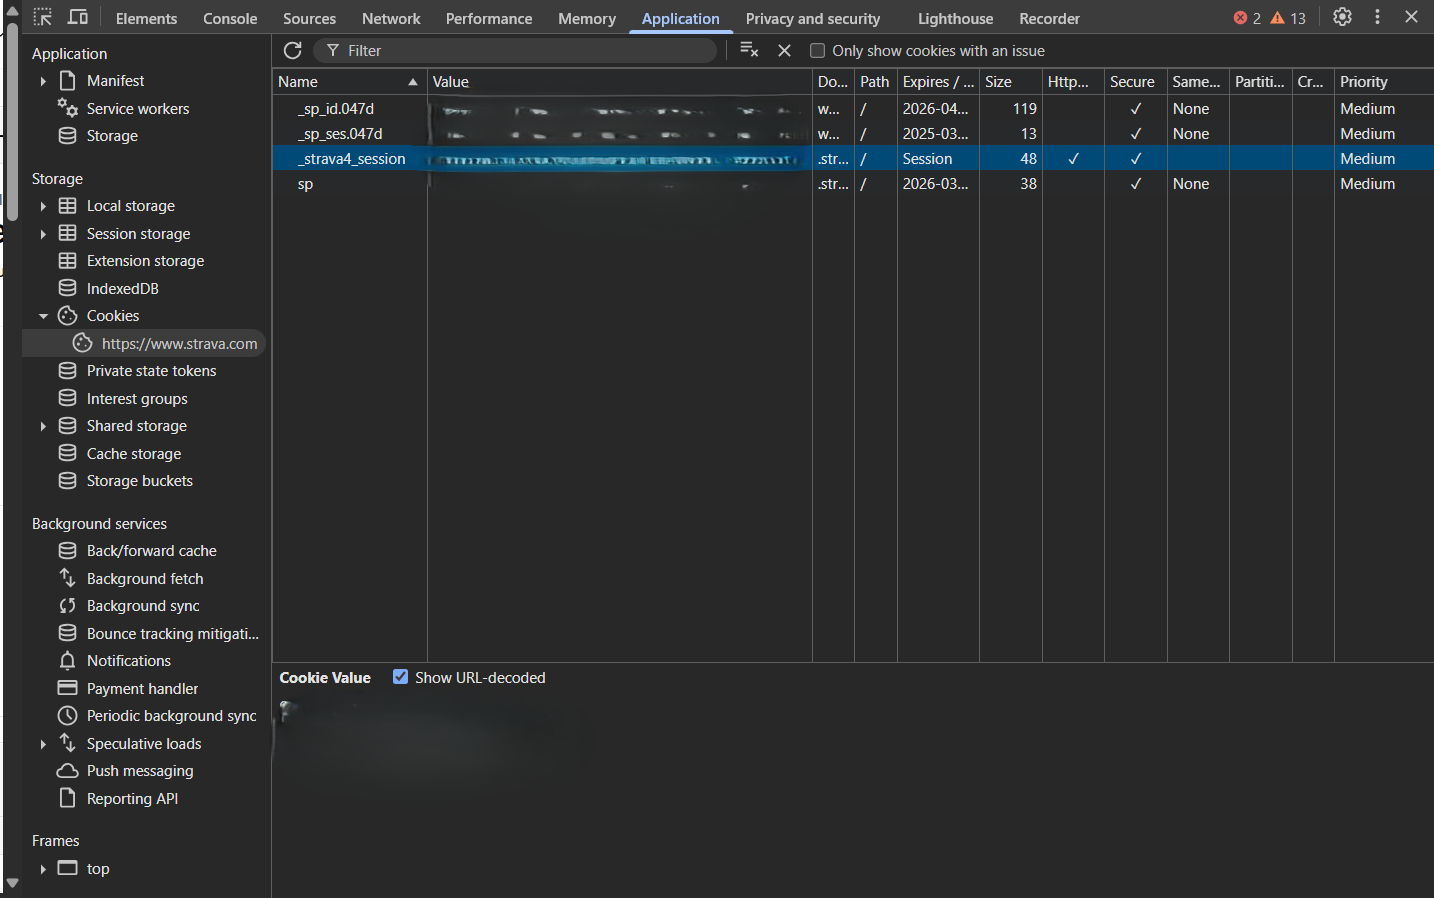 Elements Console Sources Network Performance Memory Application Privacy and security Lighthouse Recorder 2 13
Application
Manifest
Service workers
Storage
Storage
Local storage
Session storage
Extension storage
IndexedDB
Cookies
https://www.strava.com
Private state tokens
Interest groups
Shared storage
Cache storage
Storage buckets
Background services
Back/forward cache
Background fetch
Background sync
Bounce tracking mitigati...
Notifications
Payment handler
Periodic background sync
Speculative loads
Push messaging
Reporting API
Frames
top
Filter Only show cookies with an issue
Name Value Do... Path Expires / ... Size Http... Secure Same... Partiti... Cr... Priority
_sp_id.047d w... / 2026-04... 119 ✓ None Medium
_sp_ses.047d w... / 2025-03... 13 ✓ None Medium
_strava4_session .str... / Session 48 ✓ ✓ Medium
sp .str... / 2026-03... 38 ✓ None Medium
Cookie Value Show URL-decoded